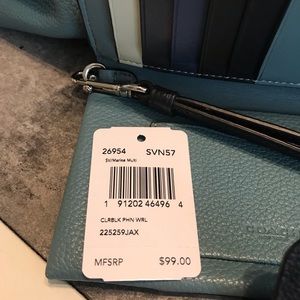 26954 SVN57
SV/Marine Multi
1 91202 46496 4
CLRBLK PHN WRL
225259JAX
MFSRP $99.00